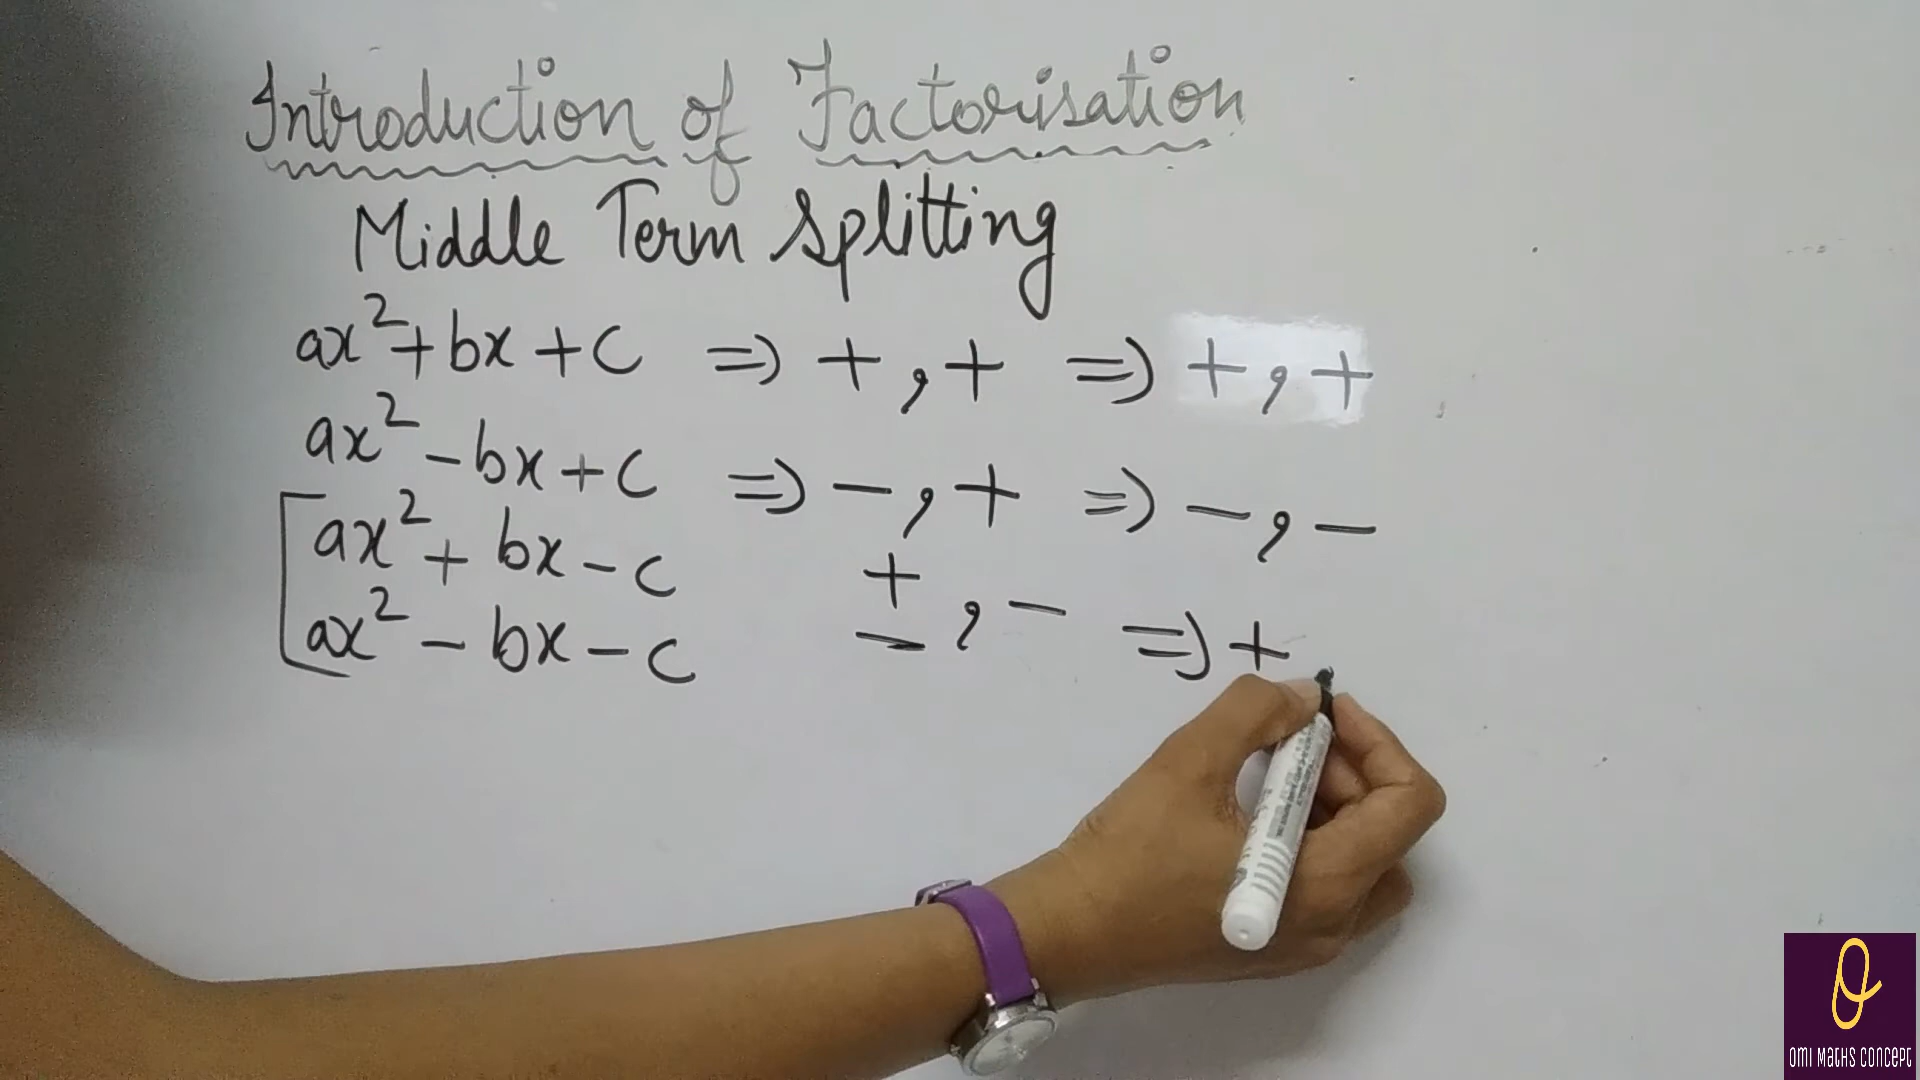 Introduction of Factorisation
Middle Term Splitting
ax²+bx+c ⇒ +,+ ⇒ +,+
ax²-bx+c ⇒ -,+ ⇒ -,-
ax²+bx-c +
ax²-bx-c - ,- ⇒ +
OMI MATHS CONCEPT